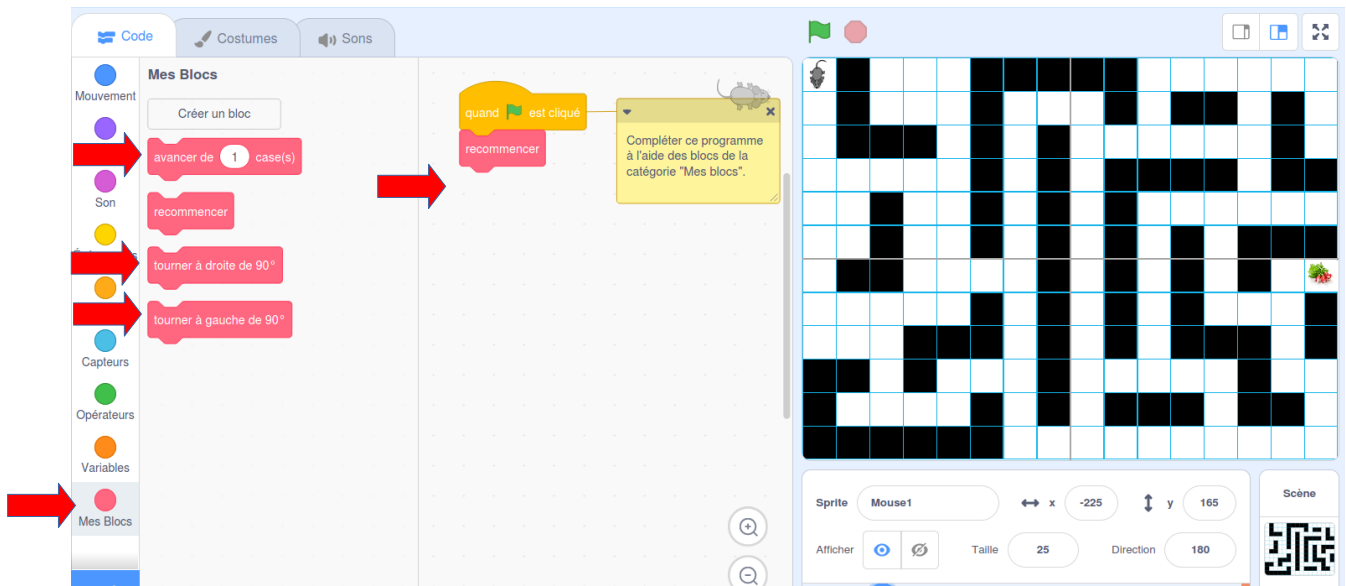 Code
Costumes
Sons
Mes Blocs
Mouvement
Créer un bloc
avancer de 1 case(s)
Son
recommencer
tourner à droite de 90°
tourner à gauche de 90°
Capteurs
Opérateurs
Variables
Mes Blocs
quand est cliqué
recommencer
Compléter ce programme
à l'aide des blocs de la
catégorie "Mes blocs".
Sprite Mouse1 x -225 y 165
Afficher Taille 25 Direction 180
Scène